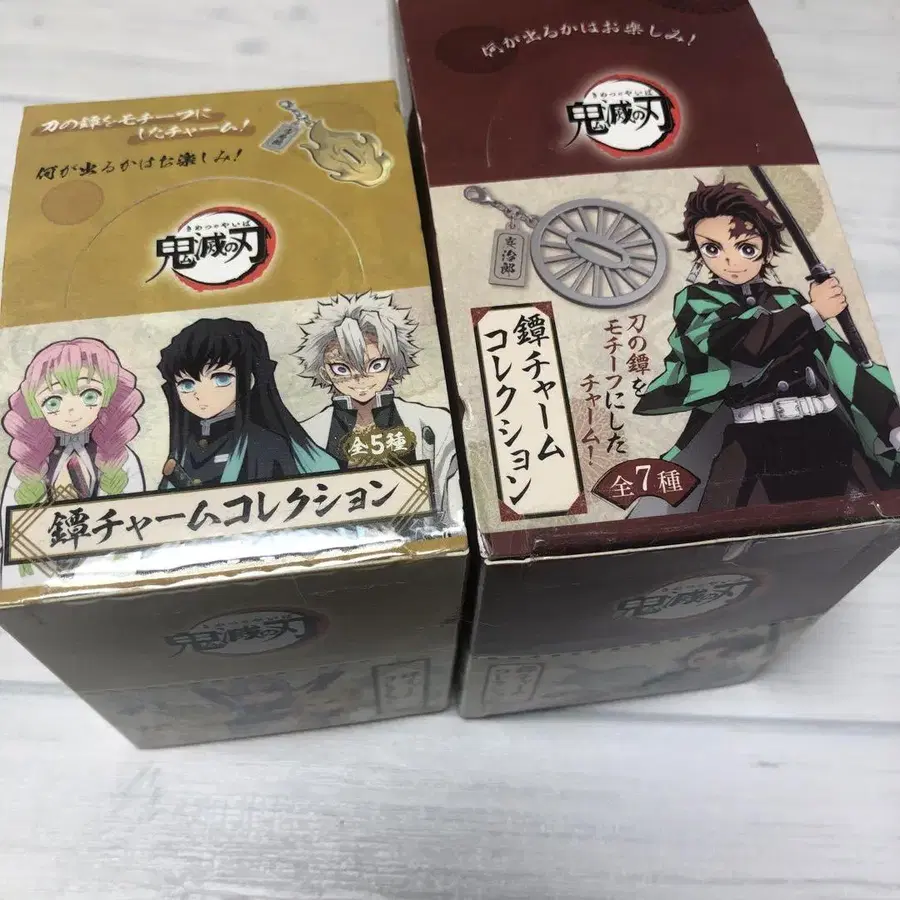 刀の鐔をモチーフに
したチャーム！
何が出るかはお楽しみ！
きめつのやいば
鬼滅の刃
全5種
鐔チャームコレクション
鬼滅の刃
何が出るかはお楽しみ！
きめつのやいば
鬼滅の刃
炭治郎
鐔チャーム
コレクション
刀の鐔を
モチーフにした
チャーム！
全7種
鬼滅の刃